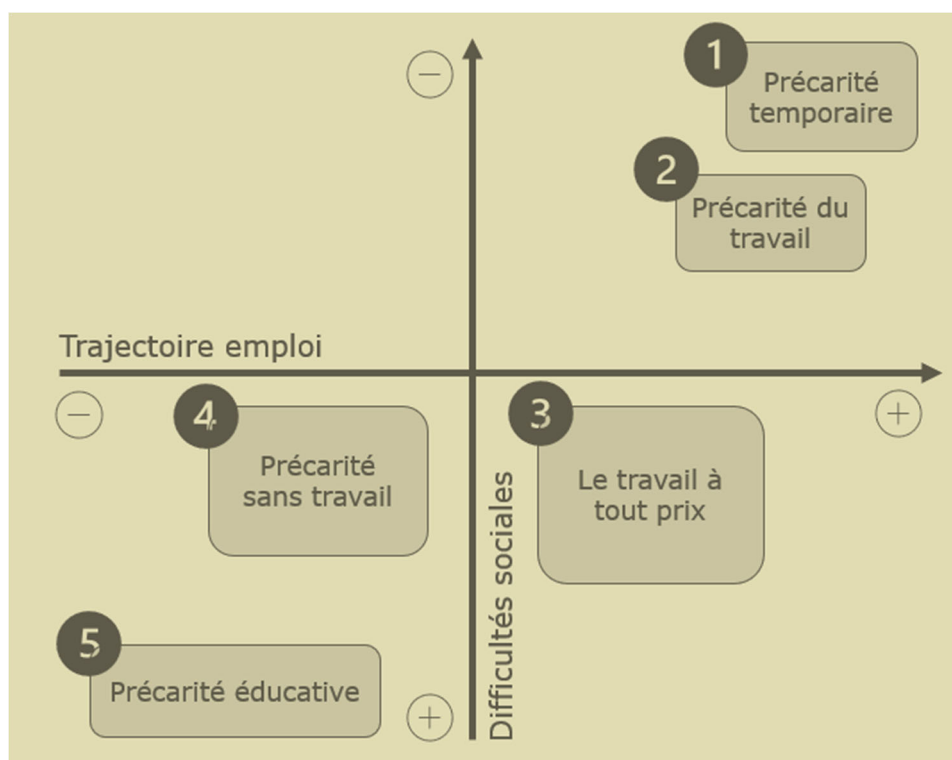 −
1
Précarité
temporaire
2
Précarité du
travail
Trajectoire emploi
−
+
4
Précarité
sans travail
3
Le travail à
tout prix
Difficultés sociales
5
Précarité éducative
+